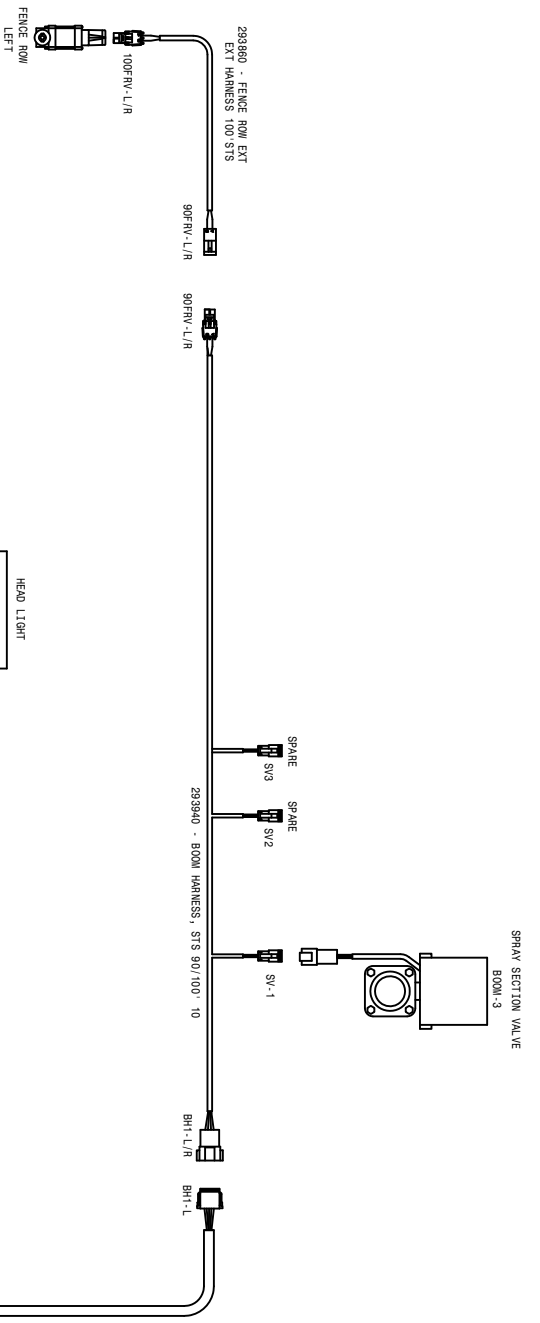 SPRAY SECTION VALVE
BOOM-3
293860 - FENCE ROW EXT
EXT HARNESS 100'STS
100FRV-L/R
FENCE ROW
LEFT
90FRV-L/R
90FRV-L/R
SPARE
SV3
SPARE
SV2
SV-1
293940 - BOOM HARNESS, STS 90/100' 10
BH1-L/R
BH1-L
HEAD LIGHT